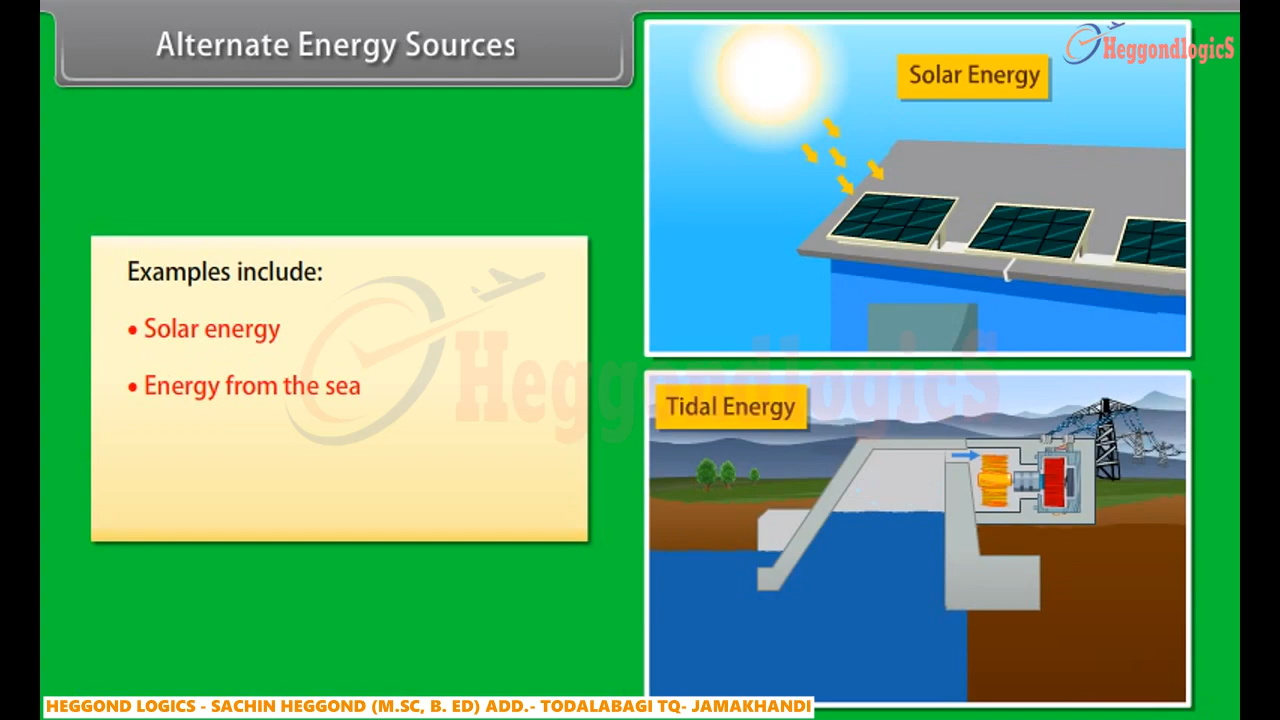 Alternate Energy Sources
HeggondlogicS
Solar Energy
Examples include:
• Solar energy
• Energy from the sea
HeggondlogicS
Tidal Energy
HEGGOND LOGICS - SACHIN HEGGOND (M.SC, B. ED) ADD.- TODALABAGI TQ- JAMAKHANDI